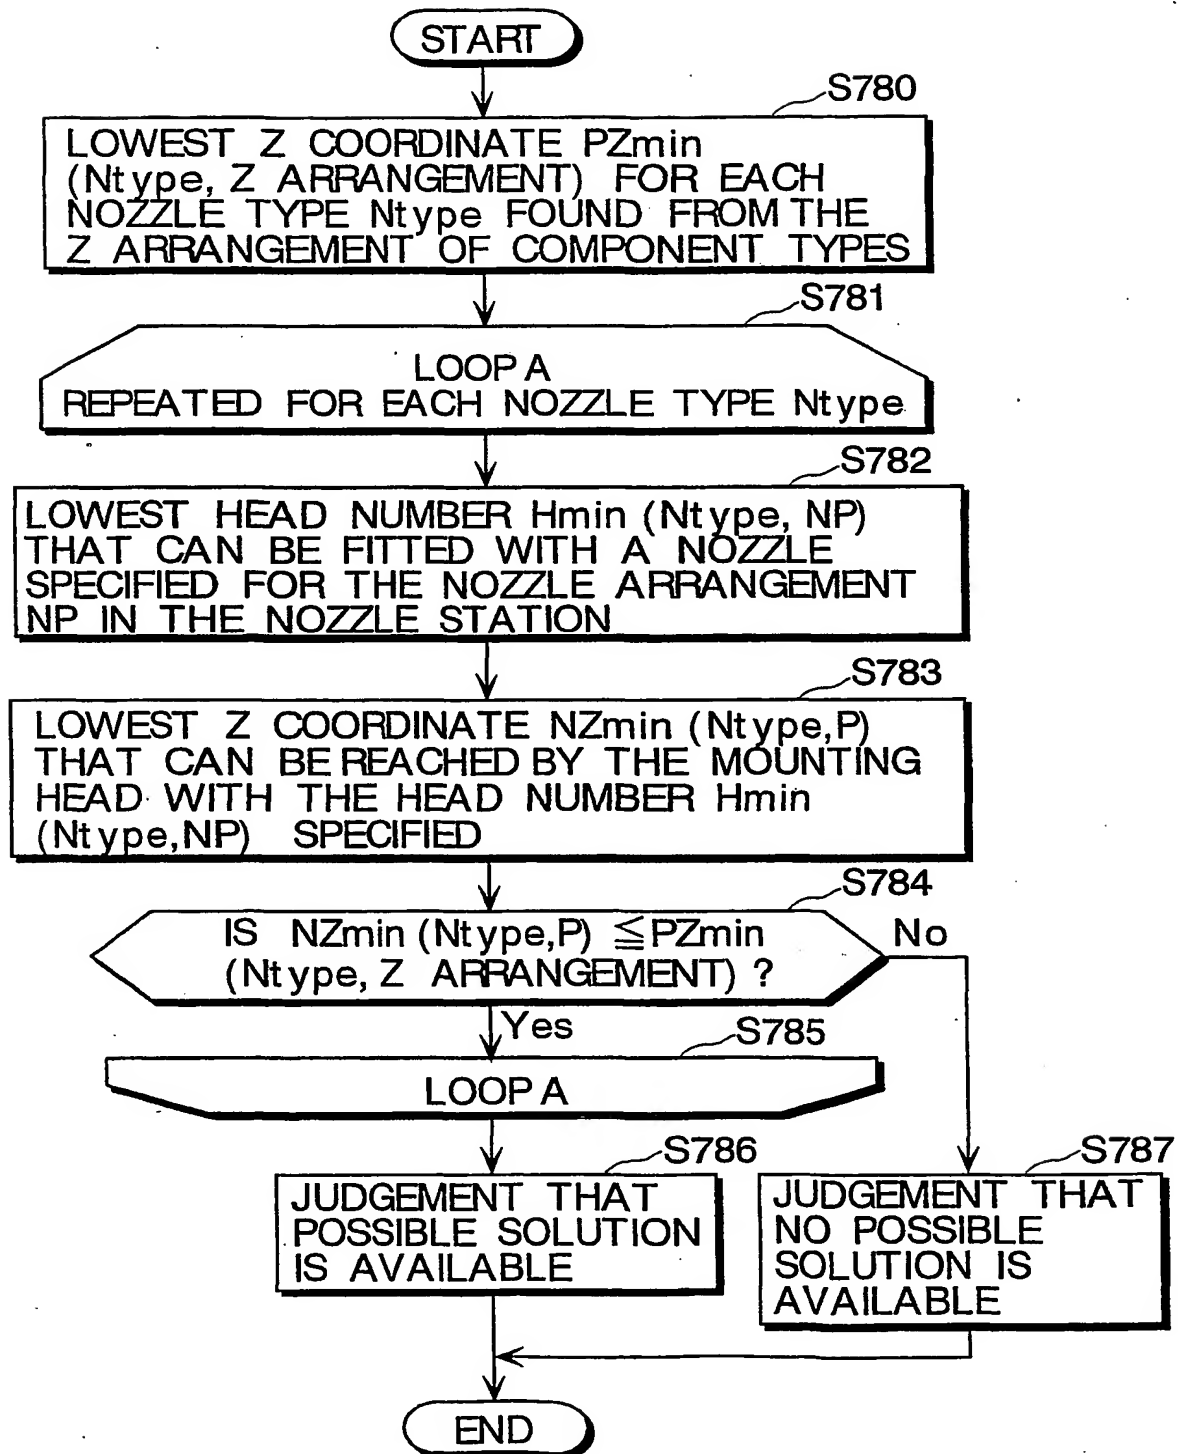 START
S780
LOWEST Z COORDINATE PZmin
(Ntype, Z ARRANGEMENT) FOR EACH
NOZZLE TYPE Ntype FOUND FROM THE
Z ARRANGEMENT OF COMPONENT TYPES
S781
LOOP A
REPEATED FOR EACH NOZZLE TYPE Ntype
S782
LOWEST HEAD NUMBER Hmin (Ntype, NP)
THAT CAN BE FITTED WITH A NOZZLE
SPECIFIED FOR THE NOZZLE ARRANGEMENT
NP IN THE NOZZLE STATION
S783
LOWEST Z COORDINATE NZmin (Ntype,P)
THAT CAN BE REACHED BY THE MOUNTING
HEAD WITH THE HEAD NUMBER Hmin
(Ntype,NP) SPECIFIED
S784
IS NZmin (Ntype,P) ≦ PZmin
(Ntype, Z ARRANGEMENT) ?
No
Yes
S785
LOOP A
S786
JUDGEMENT THAT
POSSIBLE SOLUTION
IS AVAILABLE
S787
JUDGEMENT THAT
NO POSSIBLE
SOLUTION IS
AVAILABLE
END